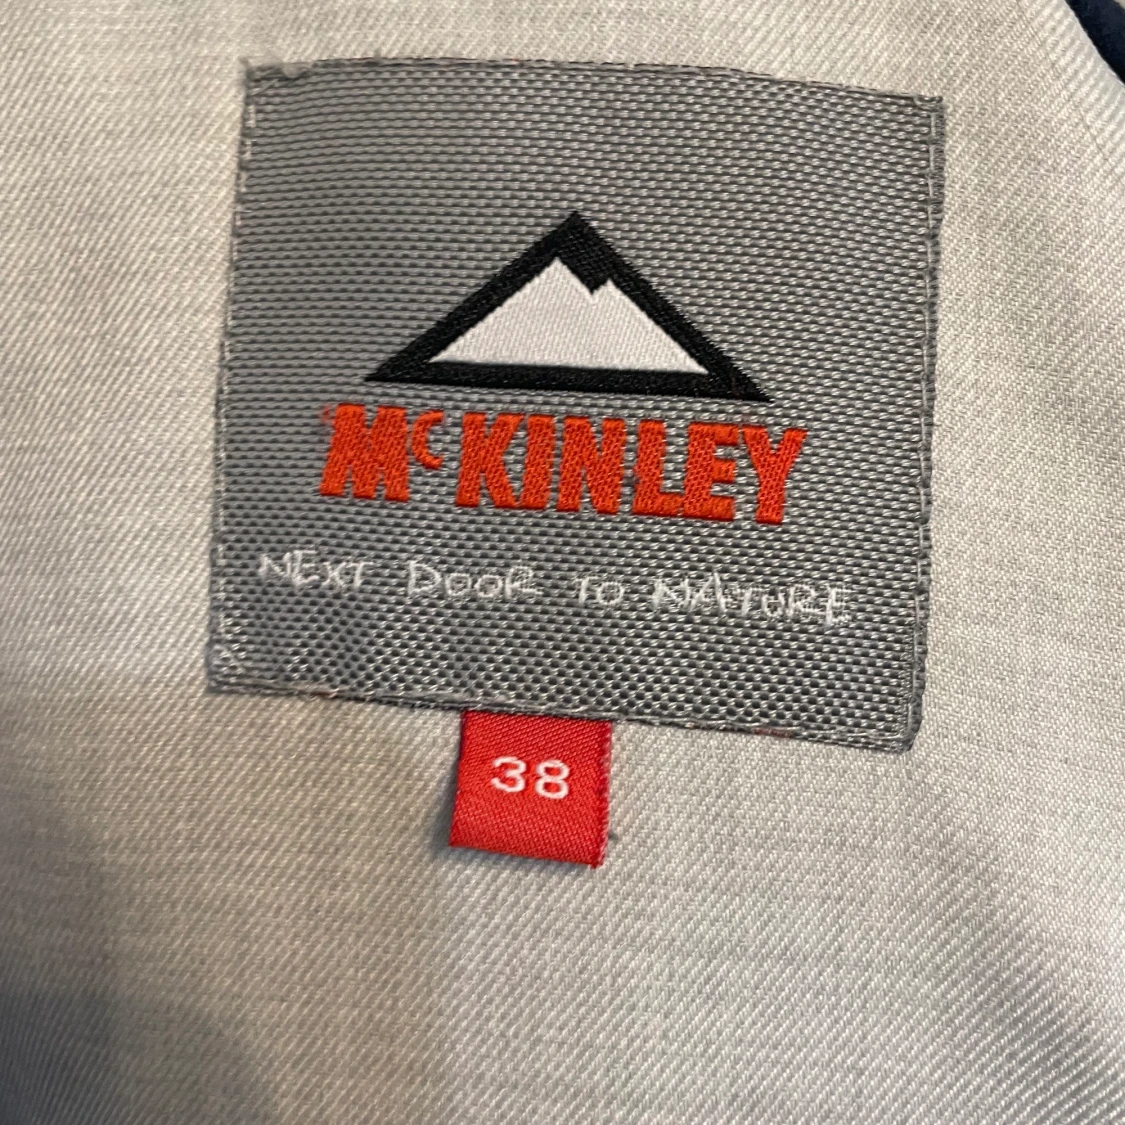 McKINLEY
NEXT DOOR TO NATURE
38